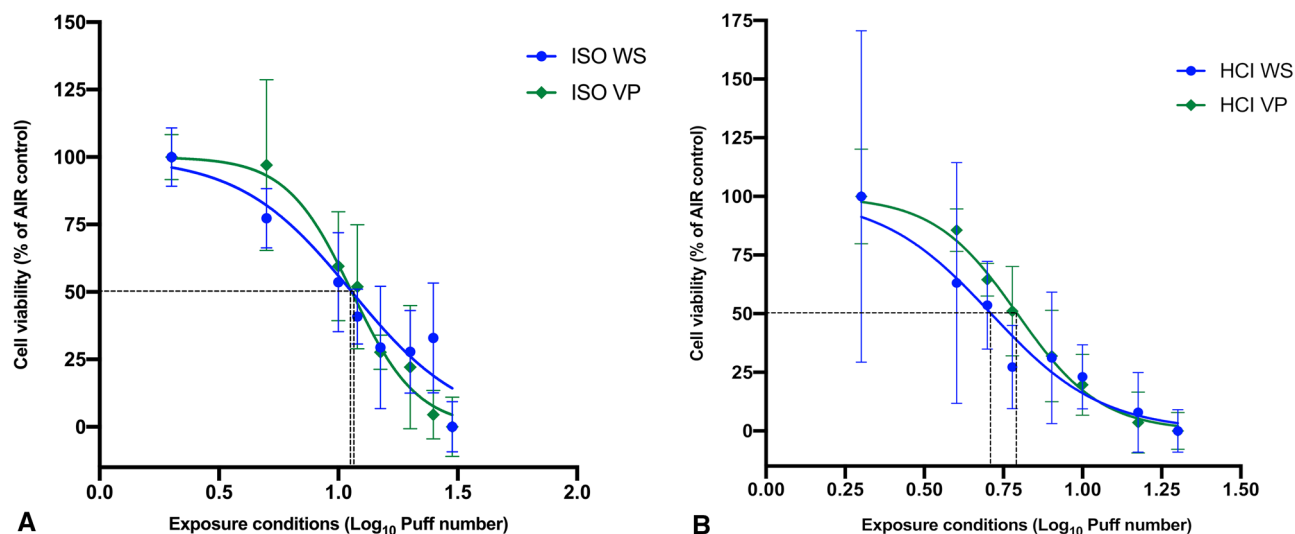 150
125
100
75
50
25
0
0.0 0.5 1.0 1.5 2.0
Cell viability (% of AIR control)
Exposure conditions (Log₁₀ Puff number)
ISO WS
ISO VP
A
175
150
125
100
75
50
25
0
0.00 0.25 0.50 0.75 1.00 1.25 1.50
Cell viability (% of AIR control)
Exposure conditions (Log₁₀ Puff number)
HCI WS
HCI VP
B